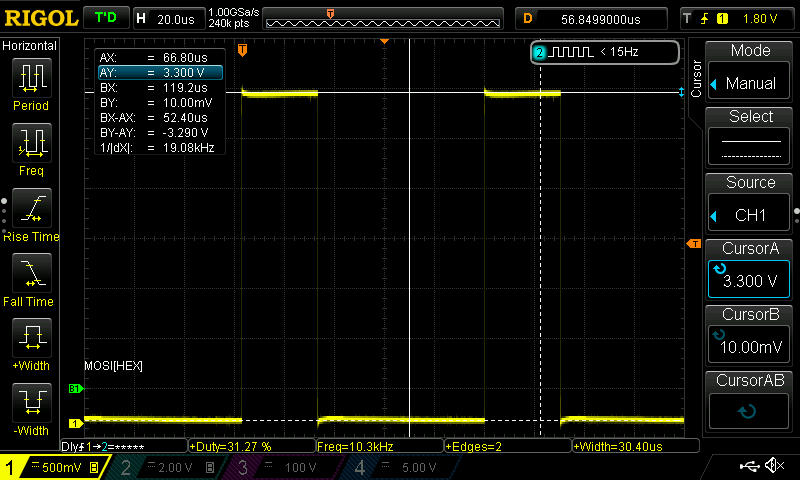 RIGOL T'D H 20.0us 1.00GSa/s 240k pts D 56.8499000us T 1 1.80 V
Horizontal
Period
Freq
Rise Time
Fall Time
+Width
-Width
AX: = 66.80us
AY: = 3.300 V
BX: = 119.2us
BY: = 10.00mV
BX-AX: = 52.40us
BY-AY: = -3.290 V
1/|dX|: = 19.08kHz
T
2 < 15Hz
T
MOSI[HEX]
B1
1
Cursor
Mode
Manual
Select
Source
CH1
CursorA
3.300 V
CursorB
10.00mV
CursorAB
Dly 1→2=***** +Duty=31.27 % Freq=10.3kHz +Edges=2 +Width=30.40us
1 500mV B 2 2.00 V B 3 100 V 4 5.00 V